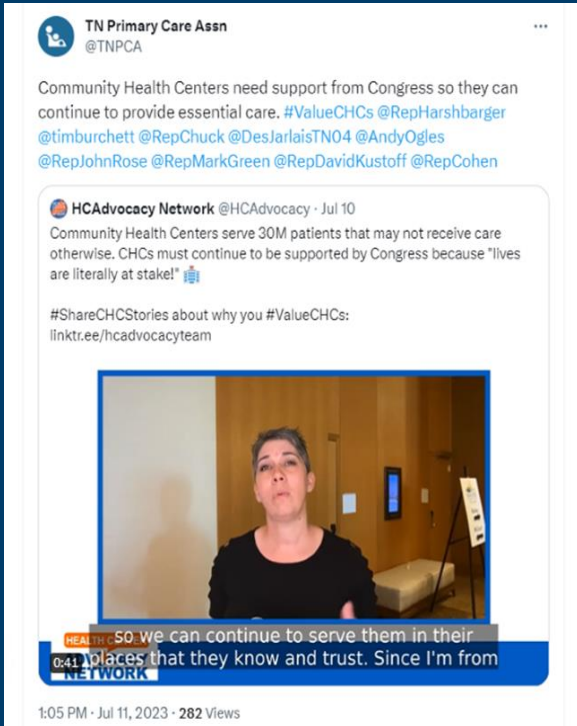 TN Primary Care Assn
@TNPCA
Community Health Centers need support from Congress so they can
continue to provide essential care. #ValueCHCs @RepHarshbarger
@timburchett @RepChuck @DesJarlaisTN04 @AndyOgles
@RepJohnRose @RepMarkGreen @RepDavidKustoff @RepCohen
HCAdvocacy Network @HCAdvocacy · Jul 10
Community Health Centers serve 30M patients that may not receive care
otherwise. CHCs must continue to be supported by Congress because "lives
are literally at stake!"
#ShareCHCStories about why you #ValueCHCs:
linktr.ee/hcadvocacyteam
so we can continue to serve them in their
places that they know and trust. Since I'm from
HEALTH
0:41
NETWORK
1:05 PM · Jul 11, 2023 · 282 Views